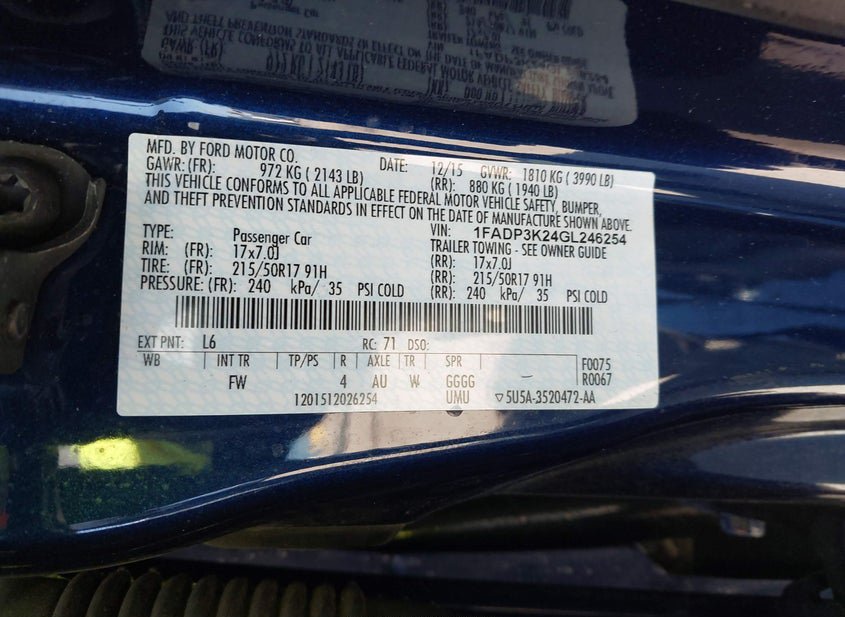 MFD. BY FORD MOTOR CO. DATE: 12/15 GVWR: 1810 KG ( 3990 LB)
GAWR: (FR): 972 KG ( 2143 LB) (RR): 880 KG ( 1940 LB)
THIS VEHICLE CONFORMS TO ALL APPLICABLE FEDERAL MOTOR VEHICLE SAFETY, BUMPER,
AND THEFT PREVENTION STANDARDS IN EFFECT ON THE DATE OF MANUFACTURE SHOWN ABOVE.
VIN: 1FADP3K24GL246254
TYPE: Passenger Car TRAILER TOWING - SEE OWNER GUIDE
RIM: (FR): 17x7.0J (RR): 17x7.0J
TIRE: (FR): 215/50R17 91H (RR): 215/50R17 91H
PRESSURE: (FR): 240 kPa/ 35 PSI COLD (RR): 240 kPa/ 35 PSI COLD
EXT PNT: L6 RC: 71 DSO:
WB INT TR TP/PS R AXLE TR SPR F0075
FW 4 AU W GGGG – R0067
1201512026254 UMU ▽5U5A-3520472-AA